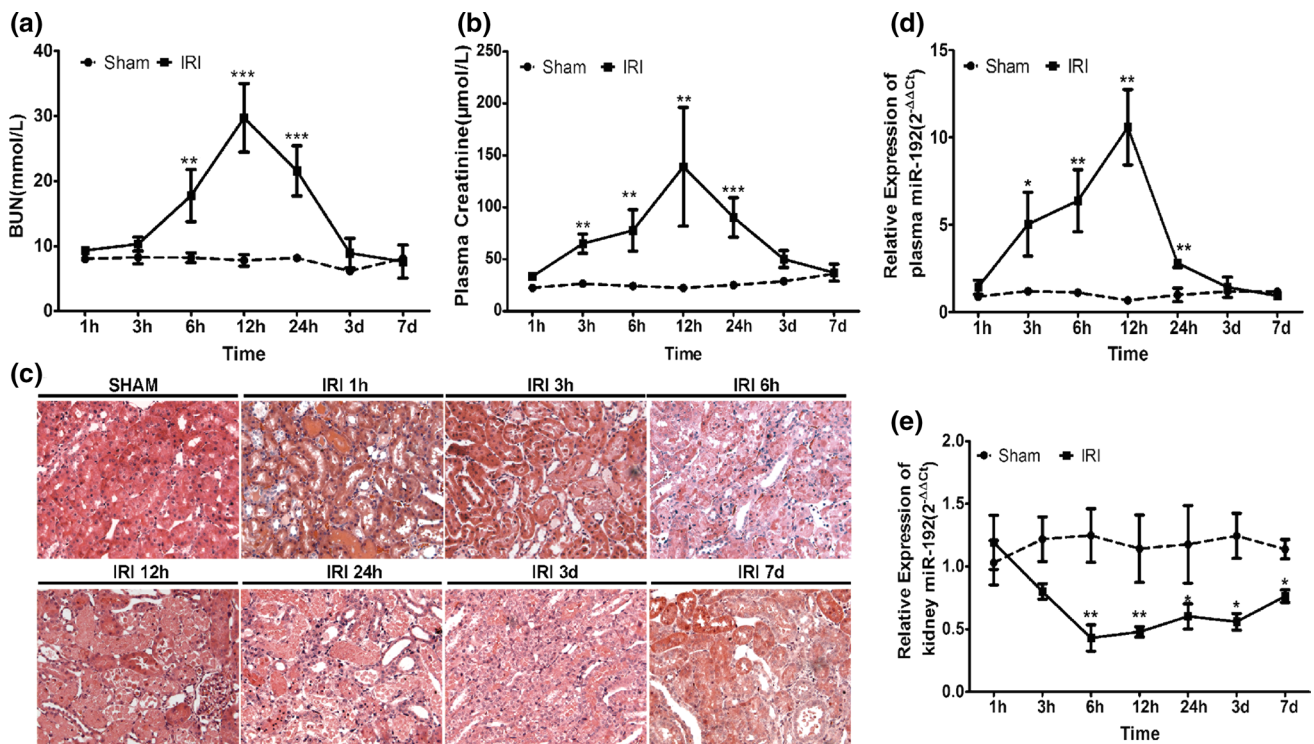 (a)
BUN(mmol/L)
40
30
20
10
0
Sham IRI
**
***
***
1h 3h 6h 12h 24h 3d 7d
Time
(b)
Plasma Creatinine(µmol/L)
250
200
150
100
50
0
Sham IRI
**
**
**
***
1h 3h 6h 12h 24h 3d 7d
Time
(c)
SHAM IRI 1h IRI 3h IRI 6h
IRI 12h IRI 24h IRI 3d IRI 7d
(d)
Relative Expression of
plasma miR-192(2-ΔΔCt)
15
10
5
0
Sham IRI
*
**
**
**
1h 3h 6h 12h 24h 3d 7d
Time
(e)
Relative Expression of
kidney miR-192(2-ΔΔCt)
2.0
1.5
1.0
0.5
0.0
Sham
IRI
**
**
*
*
*
1h 3h 6h 12h 24h 3d 7d
Time